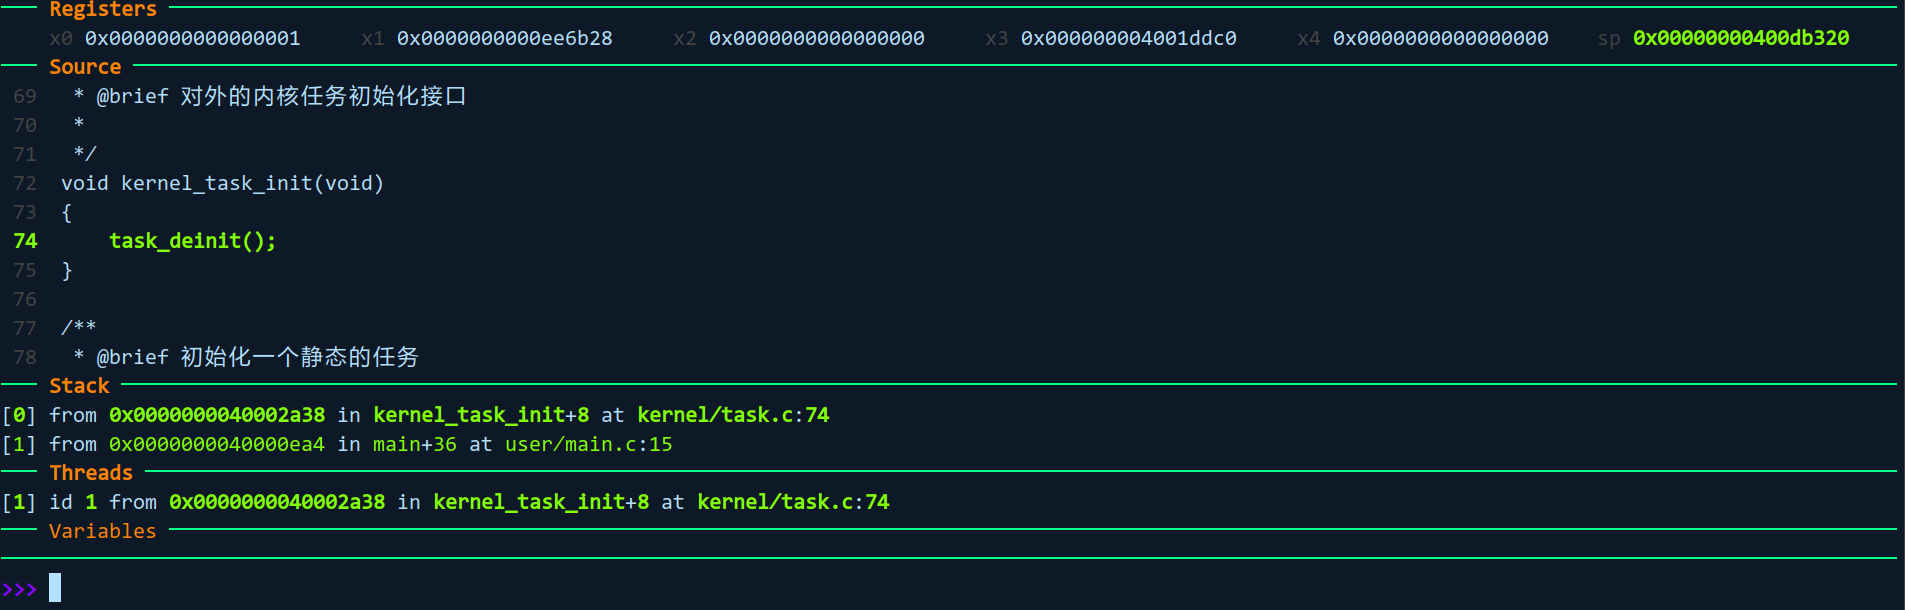 Registers
x0 0x0000000000000001 x1 0x0000000000ee6b28 x2 0x0000000000000000 x3 0x000000004001ddc0 x4 0x0000000000000000 sp 0x00000000400db320
Source
69 * @brief 对外的内核任务初始化接口
70 *
71 */
72 void kernel_task_init(void)
73 {
74 task_deinit();
75 }
76
77 /**
78 * @brief 初始化一个静态的任务
Stack
[0] from 0x0000000040002a38 in kernel_task_init+8 at kernel/task.c:74
[1] from 0x0000000040000ea4 in main+36 at user/main.c:15
Threads
[1] id 1 from 0x0000000040002a38 in kernel_task_init+8 at kernel/task.c:74
Variables
>>>